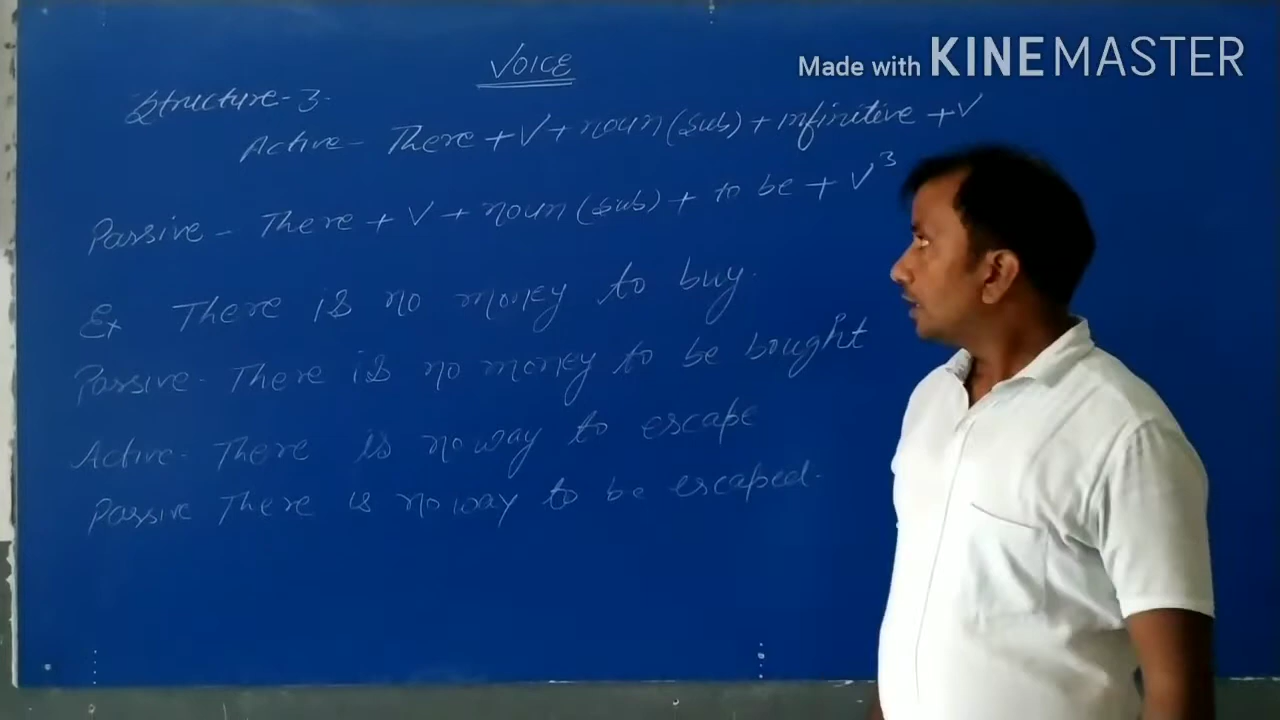 VOICE
Made with KINEMASTER
Structure-3.
Active- There + V + noun (sub) + infinitive + V
Passive - There + V + noun (sub) + to be + V³
Ex There is no money to buy.
Passive- There is no money to be bought
Active- There is no way to escape
Passive There is no way to be escaped.